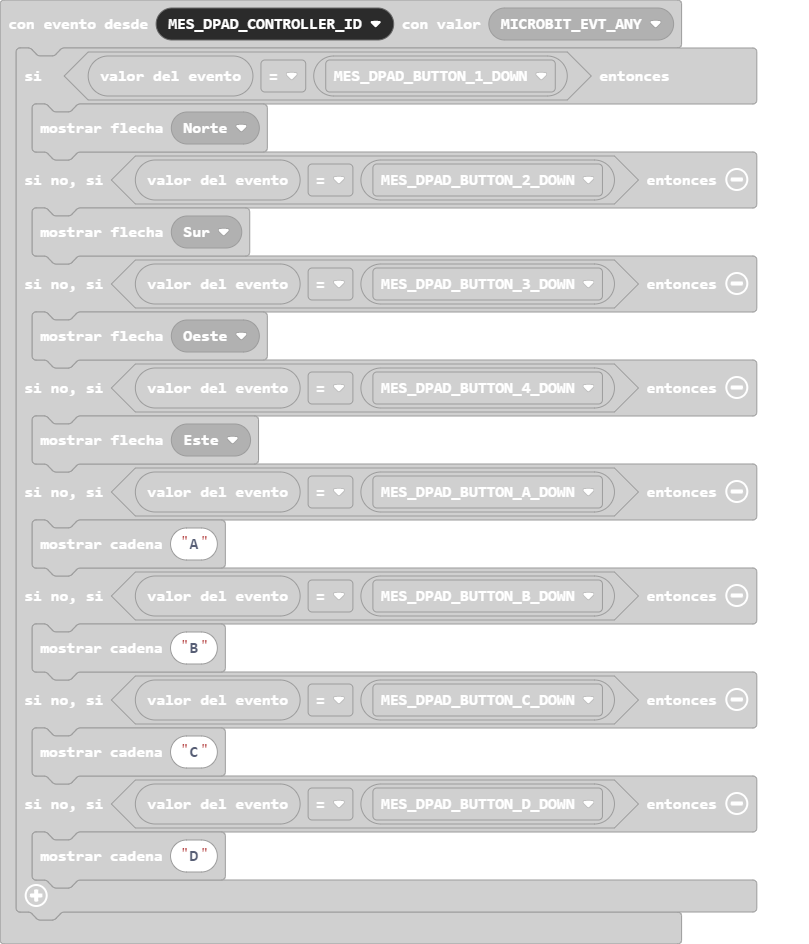 con evento desde MES_DPAD_CONTROLLER_ID con valor MICROBIT_EVT_ANY
si valor del evento = MES_DPAD_BUTTON_1_DOWN entonces
mostrar flecha Norte
si no, si valor del evento = MES_DPAD_BUTTON_2_DOWN entonces
mostrar flecha Sur
si no, si valor del evento = MES_DPAD_BUTTON_3_DOWN entonces
mostrar flecha Oeste
si no, si valor del evento = MES_DPAD_BUTTON_4_DOWN entonces
mostrar flecha Este
si no, si valor del evento = MES_DPAD_BUTTON_A_DOWN entonces
mostrar cadena "A"
si no, si valor del evento = MES_DPAD_BUTTON_B_DOWN entonces
mostrar cadena "B"
si no, si valor del evento = MES_DPAD_BUTTON_C_DOWN entonces
mostrar cadena "C"
si no, si valor del evento = MES_DPAD_BUTTON_D_DOWN entonces
mostrar cadena "D"